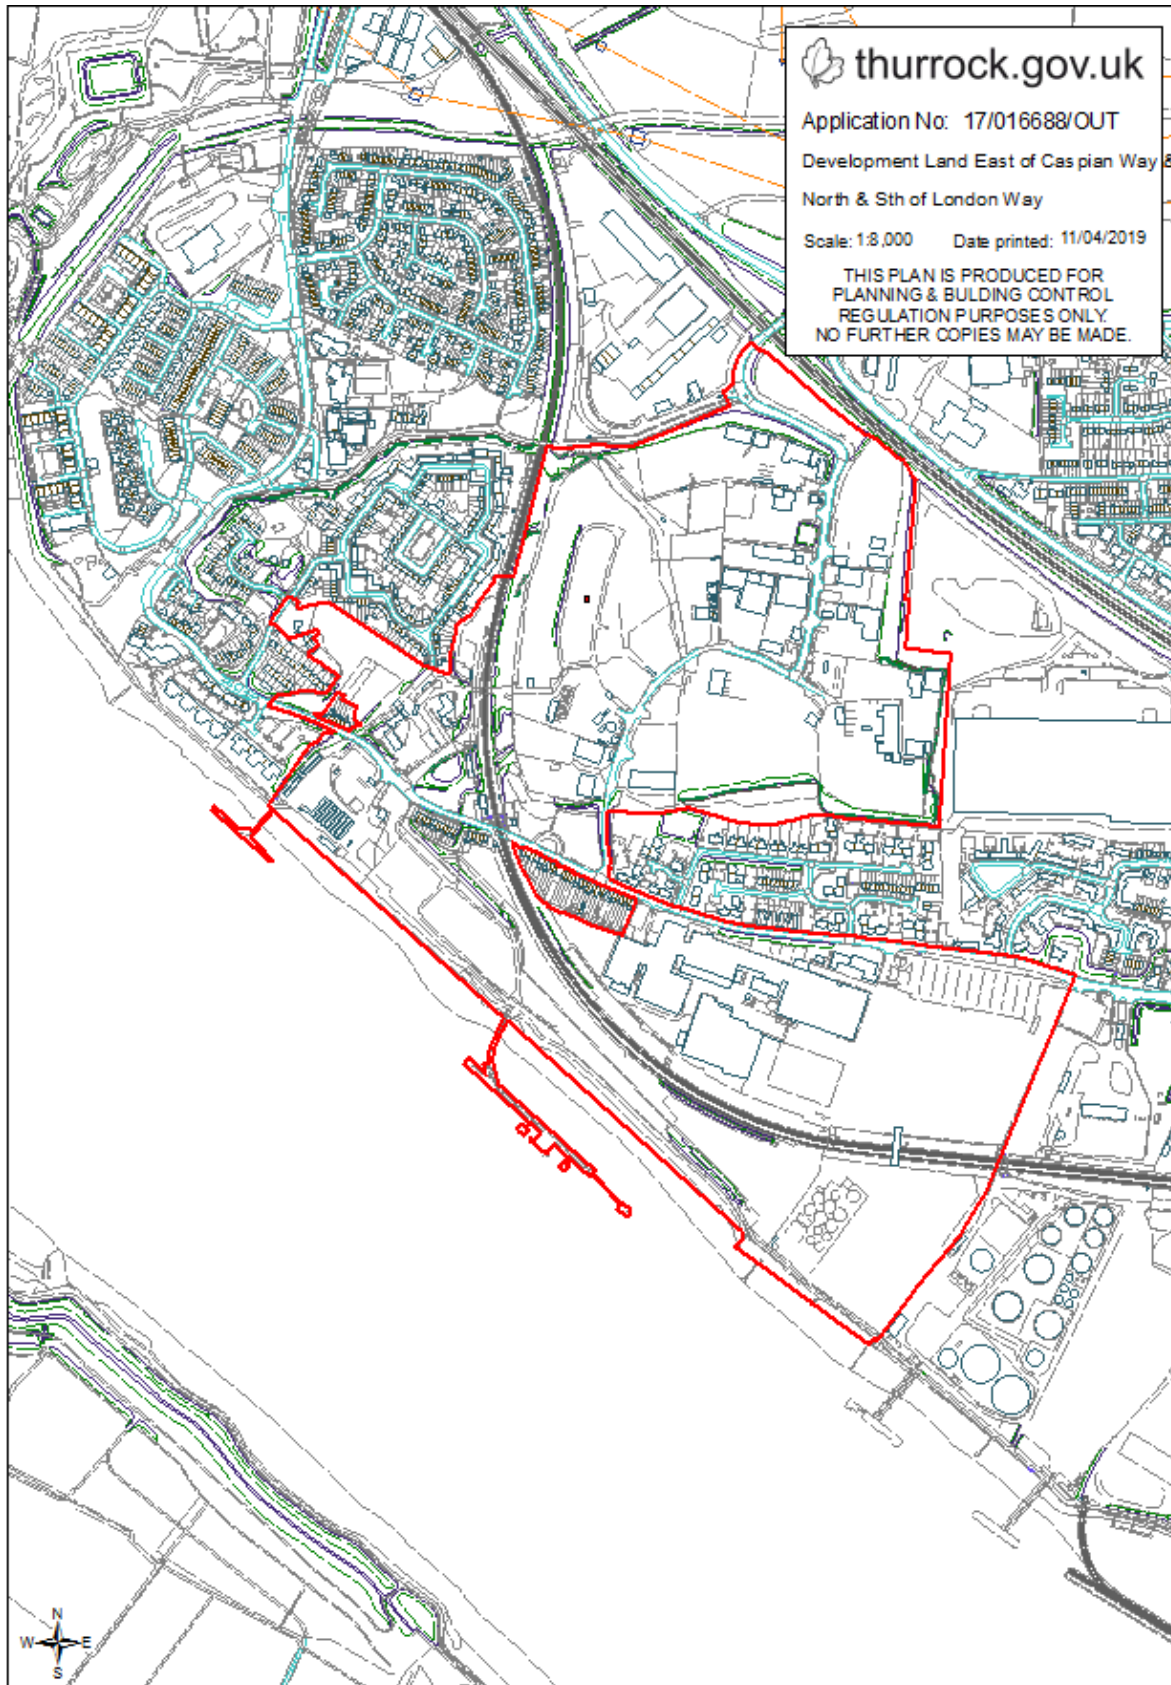 thurrock.gov.uk
Application No: 17/016688/OUT
Development Land East of Caspian Way &
North & Sth of London Way
Scale: 1:8,000 Date printed: 11/04/2019
THIS PLAN IS PRODUCED FOR
PLANNING & BULDING CONTROL
REGULATION PURPOSES ONLY.
NO FURTHER COPIES MAY BE MADE.
N
W E
S